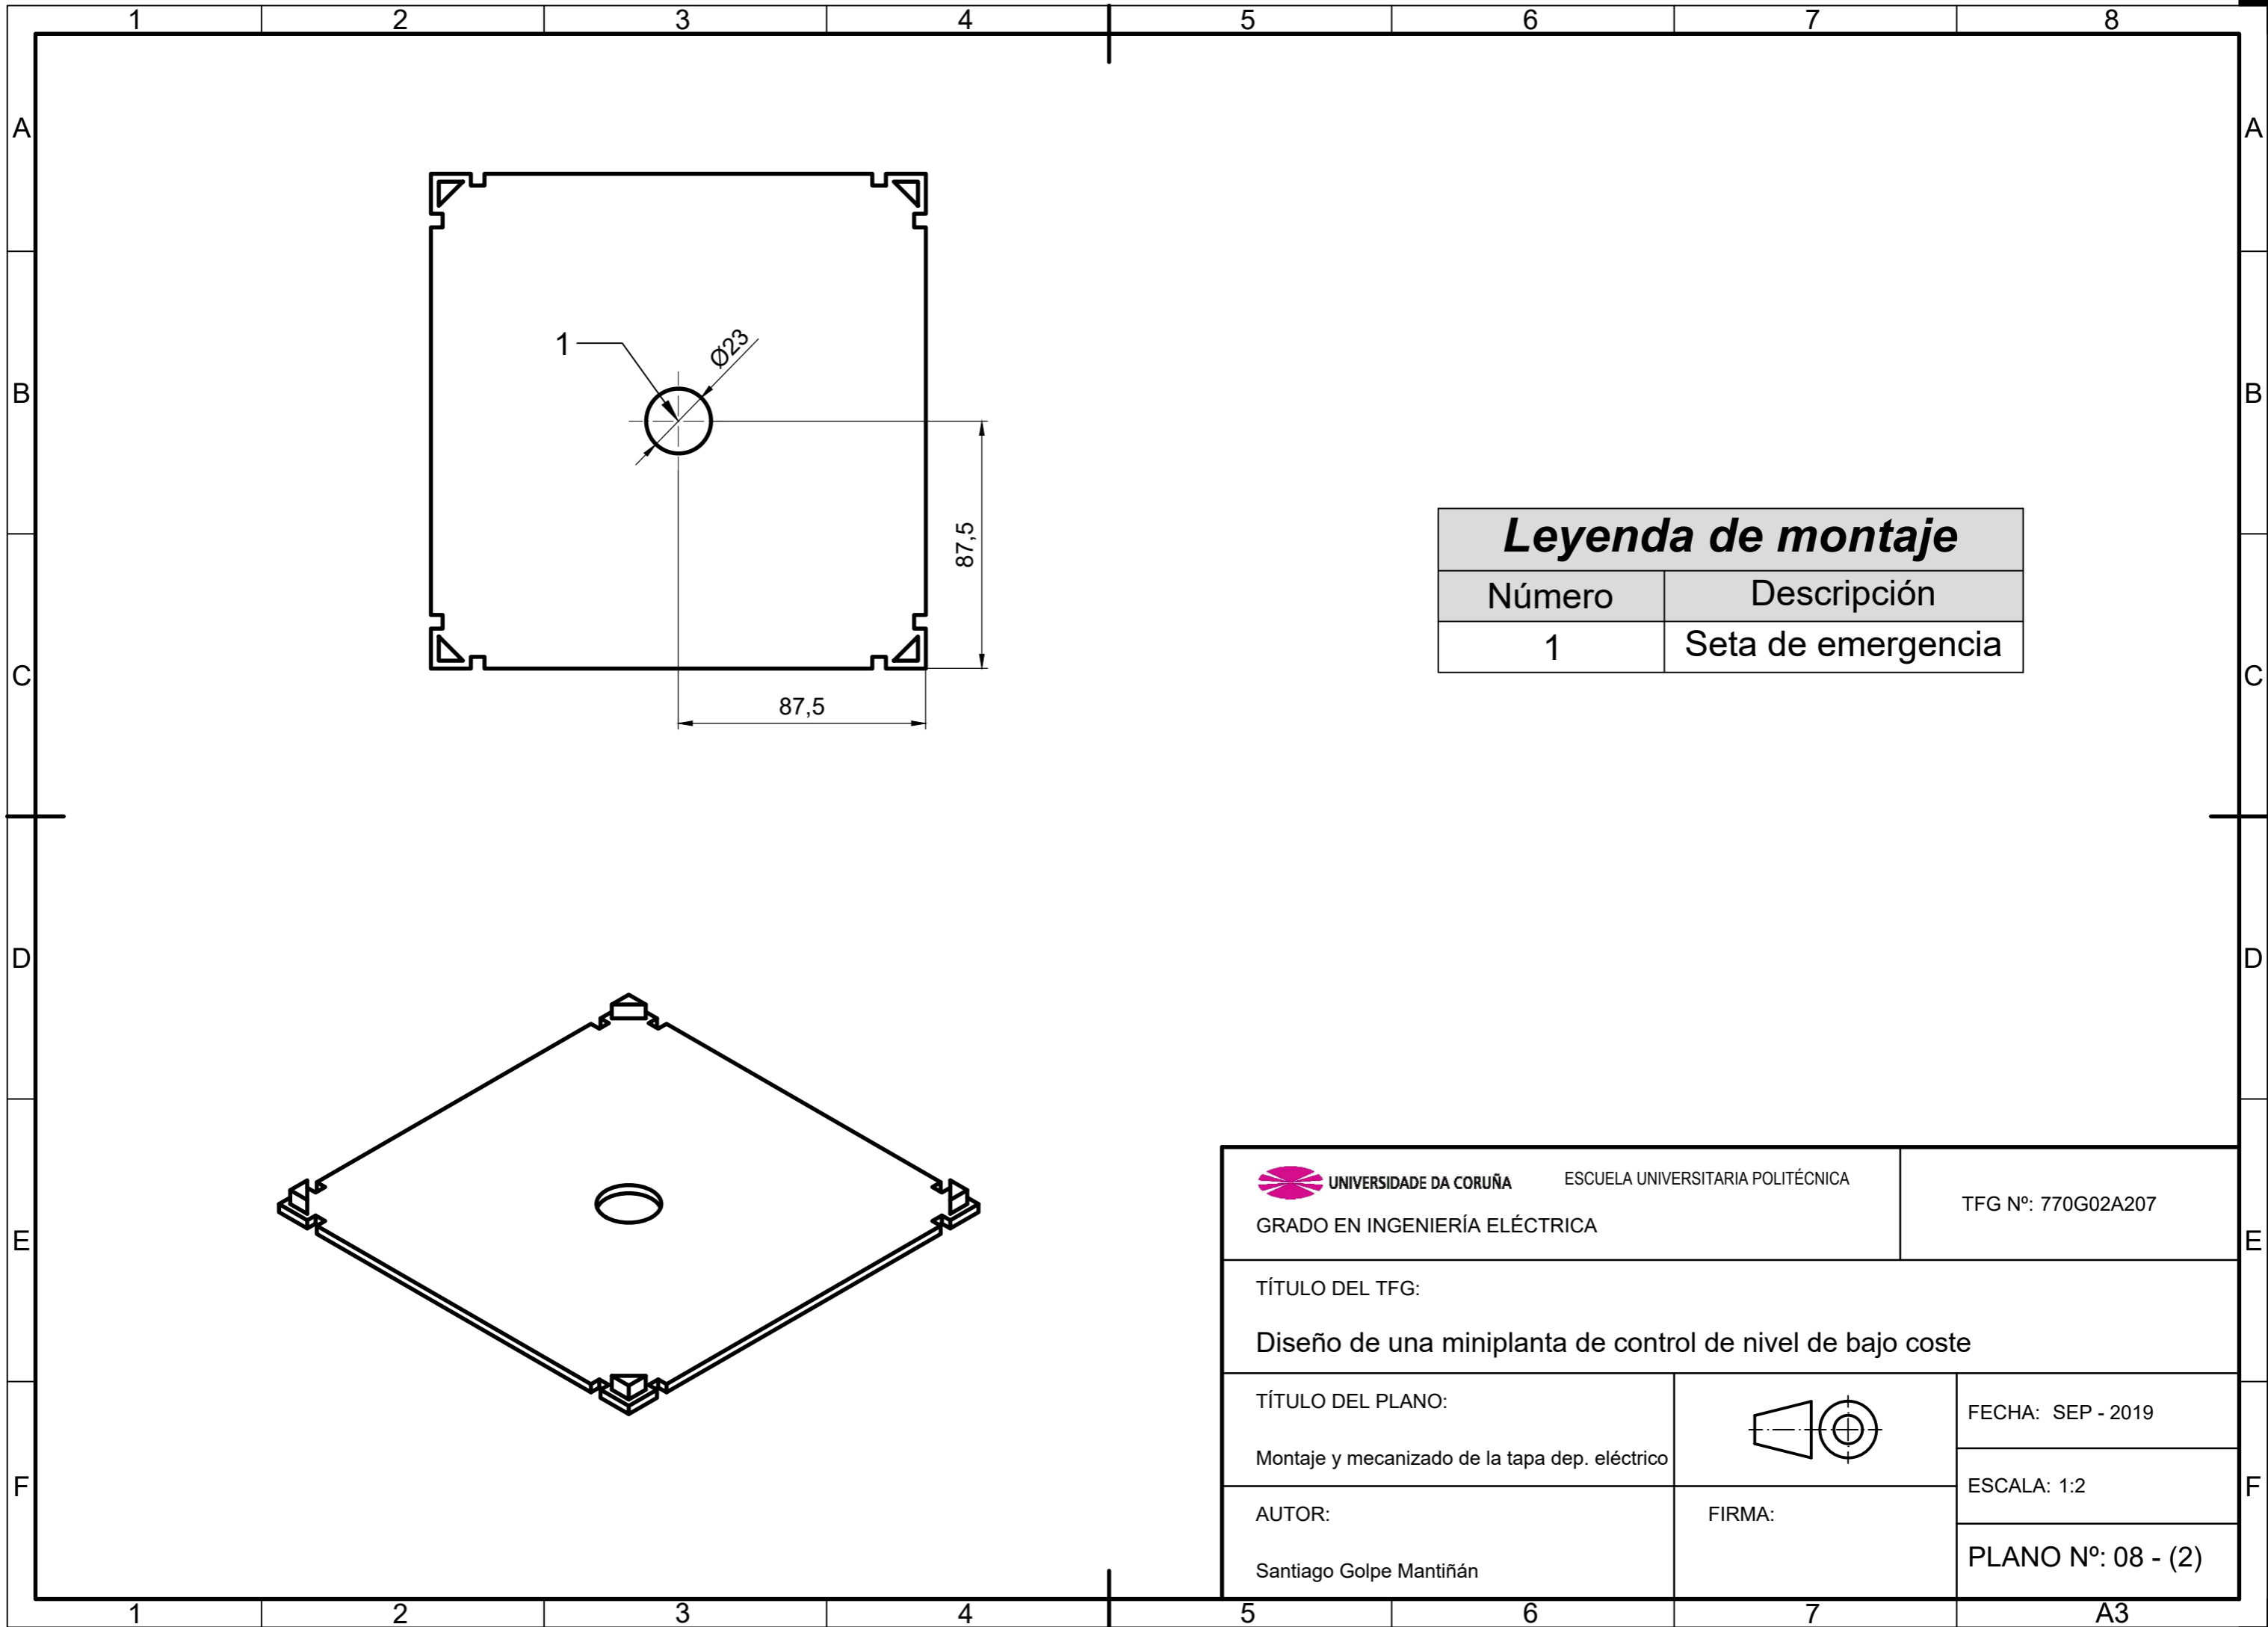 1 2 3 4 5 6 7 8
A A
B B
C C
D D
E E
F F
1
Ø23
87,5
87,5
Leyenda de montaje
Número Descripción
1 Seta de emergencia
UNIVERSIDADE DA CORUÑA ESCUELA UNIVERSITARIA POLITÉCNICA
GRADO EN INGENIERÍA ELÉCTRICA
TFG Nº: 770G02A207
TÍTULO DEL TFG:
Diseño de una miniplanta de control de nivel de bajo coste
TÍTULO DEL PLANO:
Montaje y mecanizado de la tapa dep. eléctrico
FECHA: SEP - 2019
ESCALA: 1:2
AUTOR:
Santiago Golpe Mantiñán
FIRMA:
PLANO Nº: 08 - (2)
1 2 3 4 5 6 7 A3